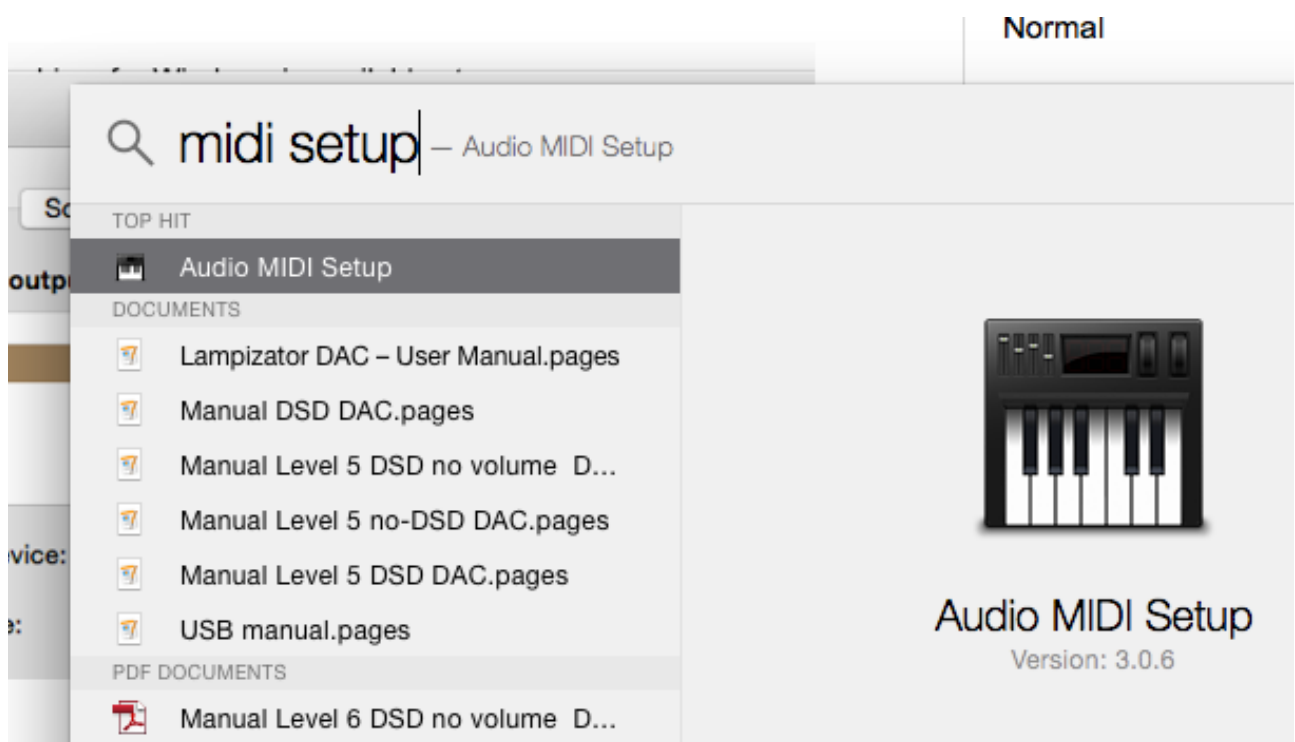 Normal
midi setup — Audio MIDI Setup
So
TOP HIT
Audio MIDI Setup
outp
DOCUMENTS
Lampizator DAC – User Manual.pages
Manual DSD DAC.pages
Manual Level 5 DSD no volume D...
Manual Level 5 no-DSD DAC.pages
vice:
Manual Level 5 DSD DAC.pages
USB manual.pages
Audio MIDI Setup
Version: 3.0.6
PDF DOCUMENTS
Manual Level 6 DSD no volume D...